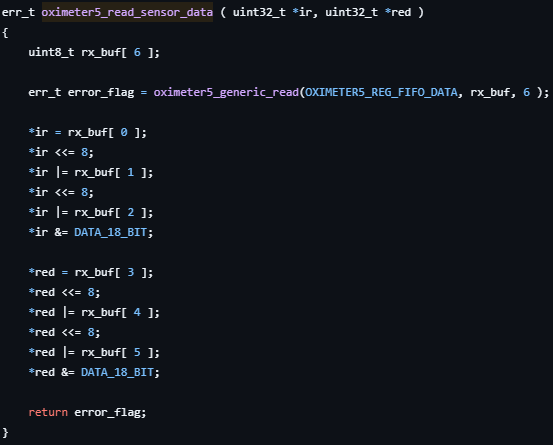 err_t oximeter5_read_sensor_data ( uint32_t *ir, uint32_t *red )
{
    uint8_t rx_buf[ 6 ];

    err_t error_flag = oximeter5_generic_read(OXIMETER5_REG_FIFO_DATA, rx_buf, 6 );

    *ir = rx_buf[ 0 ];
    *ir <<= 8;
    *ir |= rx_buf[ 1 ];
    *ir <<= 8;
    *ir |= rx_buf[ 2 ];
    *ir &= DATA_18_BIT;

    *red = rx_buf[ 3 ];
    *red <<= 8;
    *red |= rx_buf[ 4 ];
    *red <<= 8;
    *red |= rx_buf[ 5 ];
    *red &= DATA_18_BIT;

    return error_flag;
}